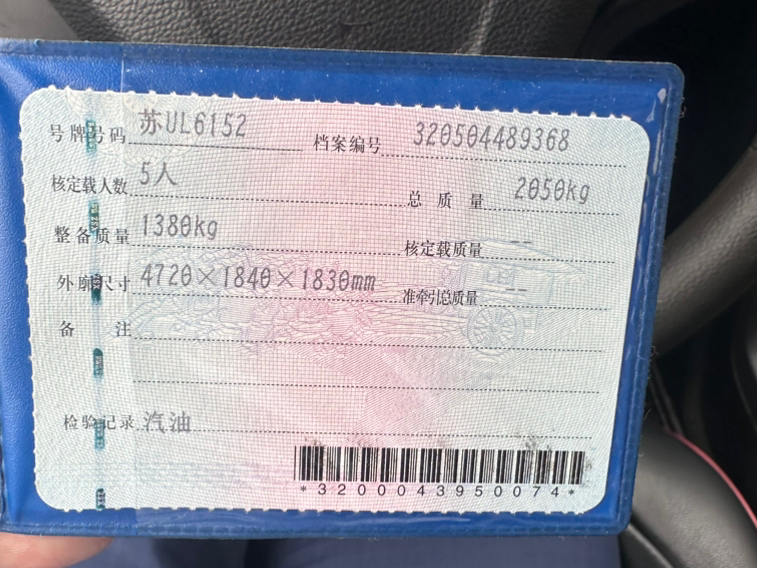 号牌号码 苏UL6152 档案编号 320504489368
核定载人数 5人 总质量 2050kg
整备质量 1380kg 核定载质量 --
外廓尺寸 4720×1840×1830mm 准牵引总质量 --
备注
检验记录 汽油
*3200043950074*